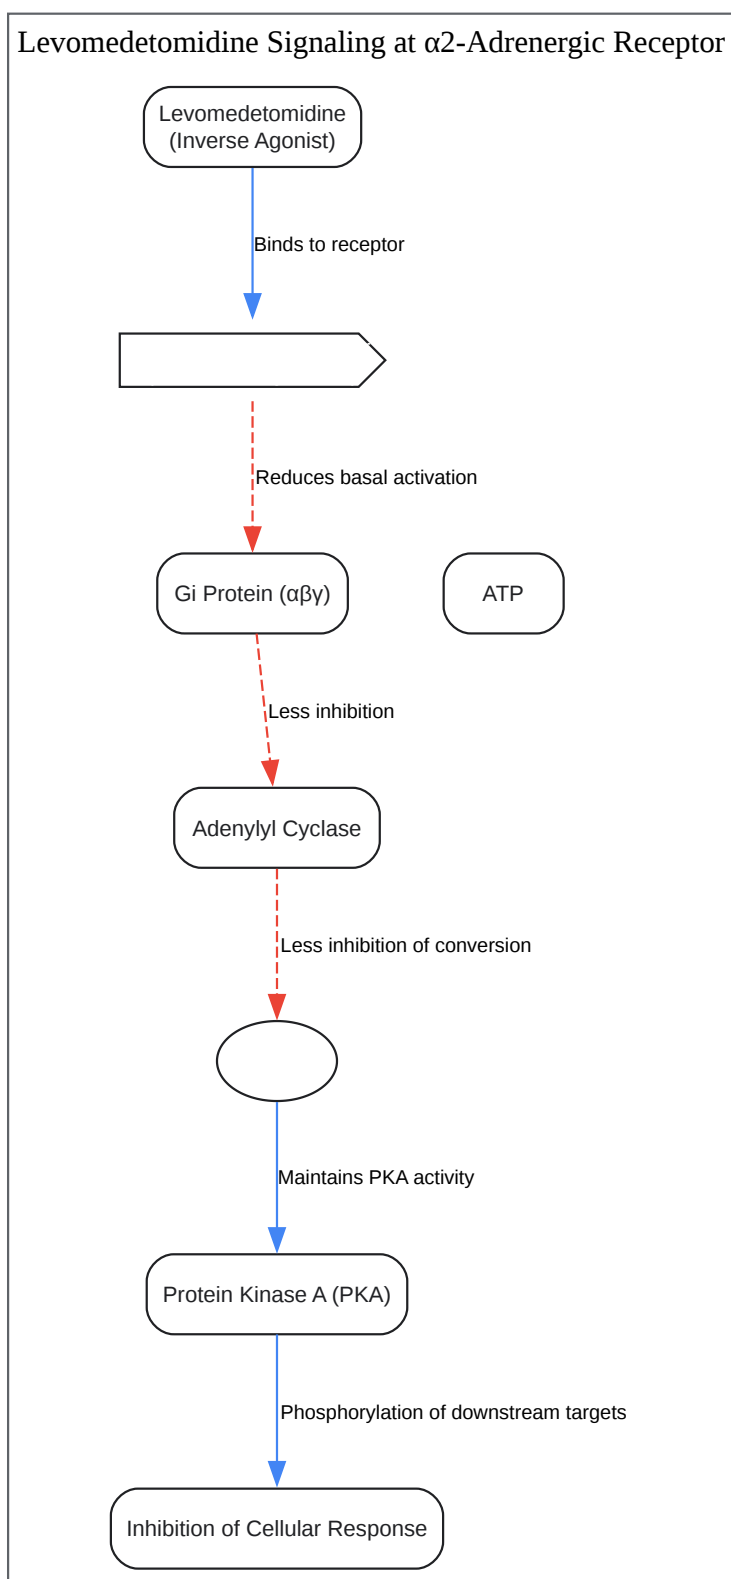 Levomedetomidine Signaling at α2-Adrenergic Receptor
Levomedetomidine
(Inverse Agonist)
Binds to receptor
Reduces basal activation
Gi Protein (αβγ)
ATP
Less inhibition
Adenylyl Cyclase
Less inhibition of conversion
Maintains PKA activity
Protein Kinase A (PKA)
Phosphorylation of downstream targets
Inhibition of Cellular Response